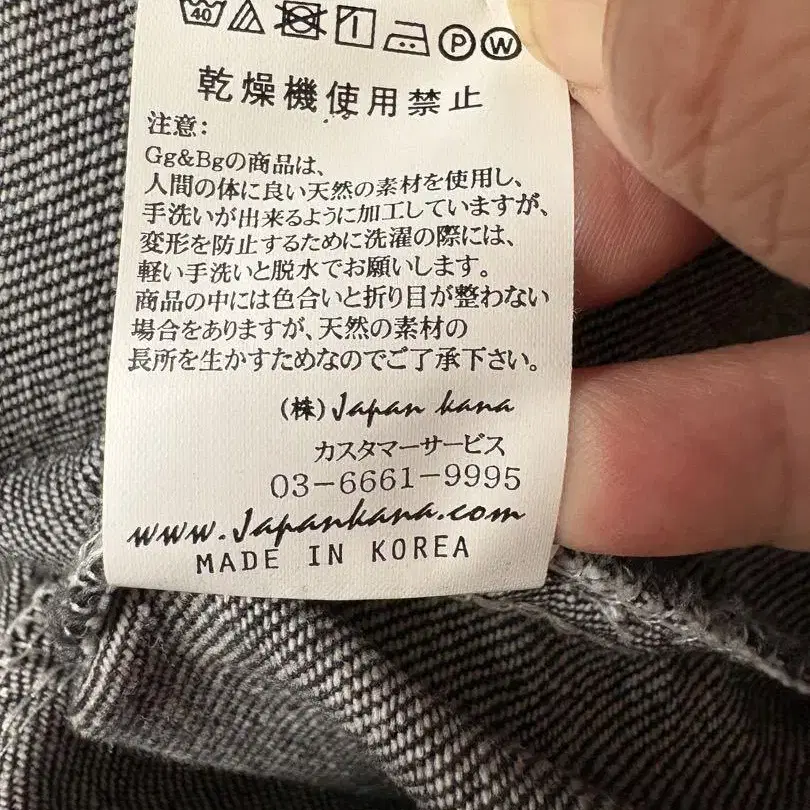 40
P W
乾燥機使用禁止
注意:
Gg&Bgの商品は、
人間の体に良い天然の素材を使用し、
手洗いが出来るように加工していますが、
変形を防止するために洗濯の際には、
軽い手洗いと脱水でお願いします。
商品の中には色合いと折り目が整わない
場合をありますが、天然の素材の
長所を生かすためなのでご了承下さい。
(株)Japan kana
カスタマーサービス
03-6661-9995
www.Japankana.com
MADE IN KOREA